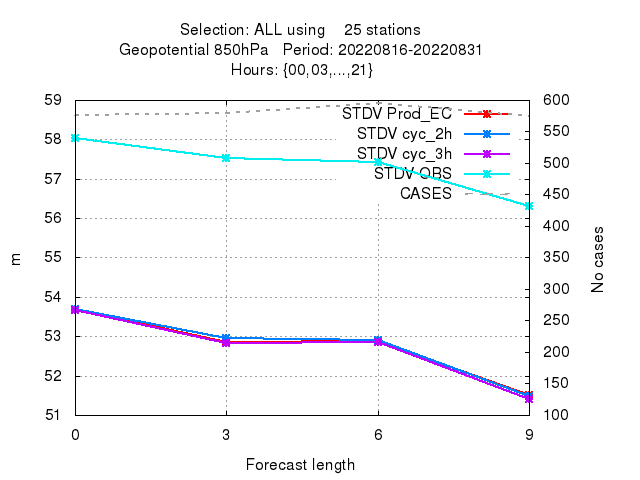 Selection: ALL using    25 stations
Geopotential 850hPa   Period: 20220816-20220831
Hours: {00,03,...,21}
59
58
57
56
55
54
53
52
51
m
600
550
500
450
400
350
300
250
200
150
100
No cases
STDV Prod_EC
STDV cyc_2h
STDV cyc_3h
STDV OBS
CASES
0
3
6
9
Forecast length